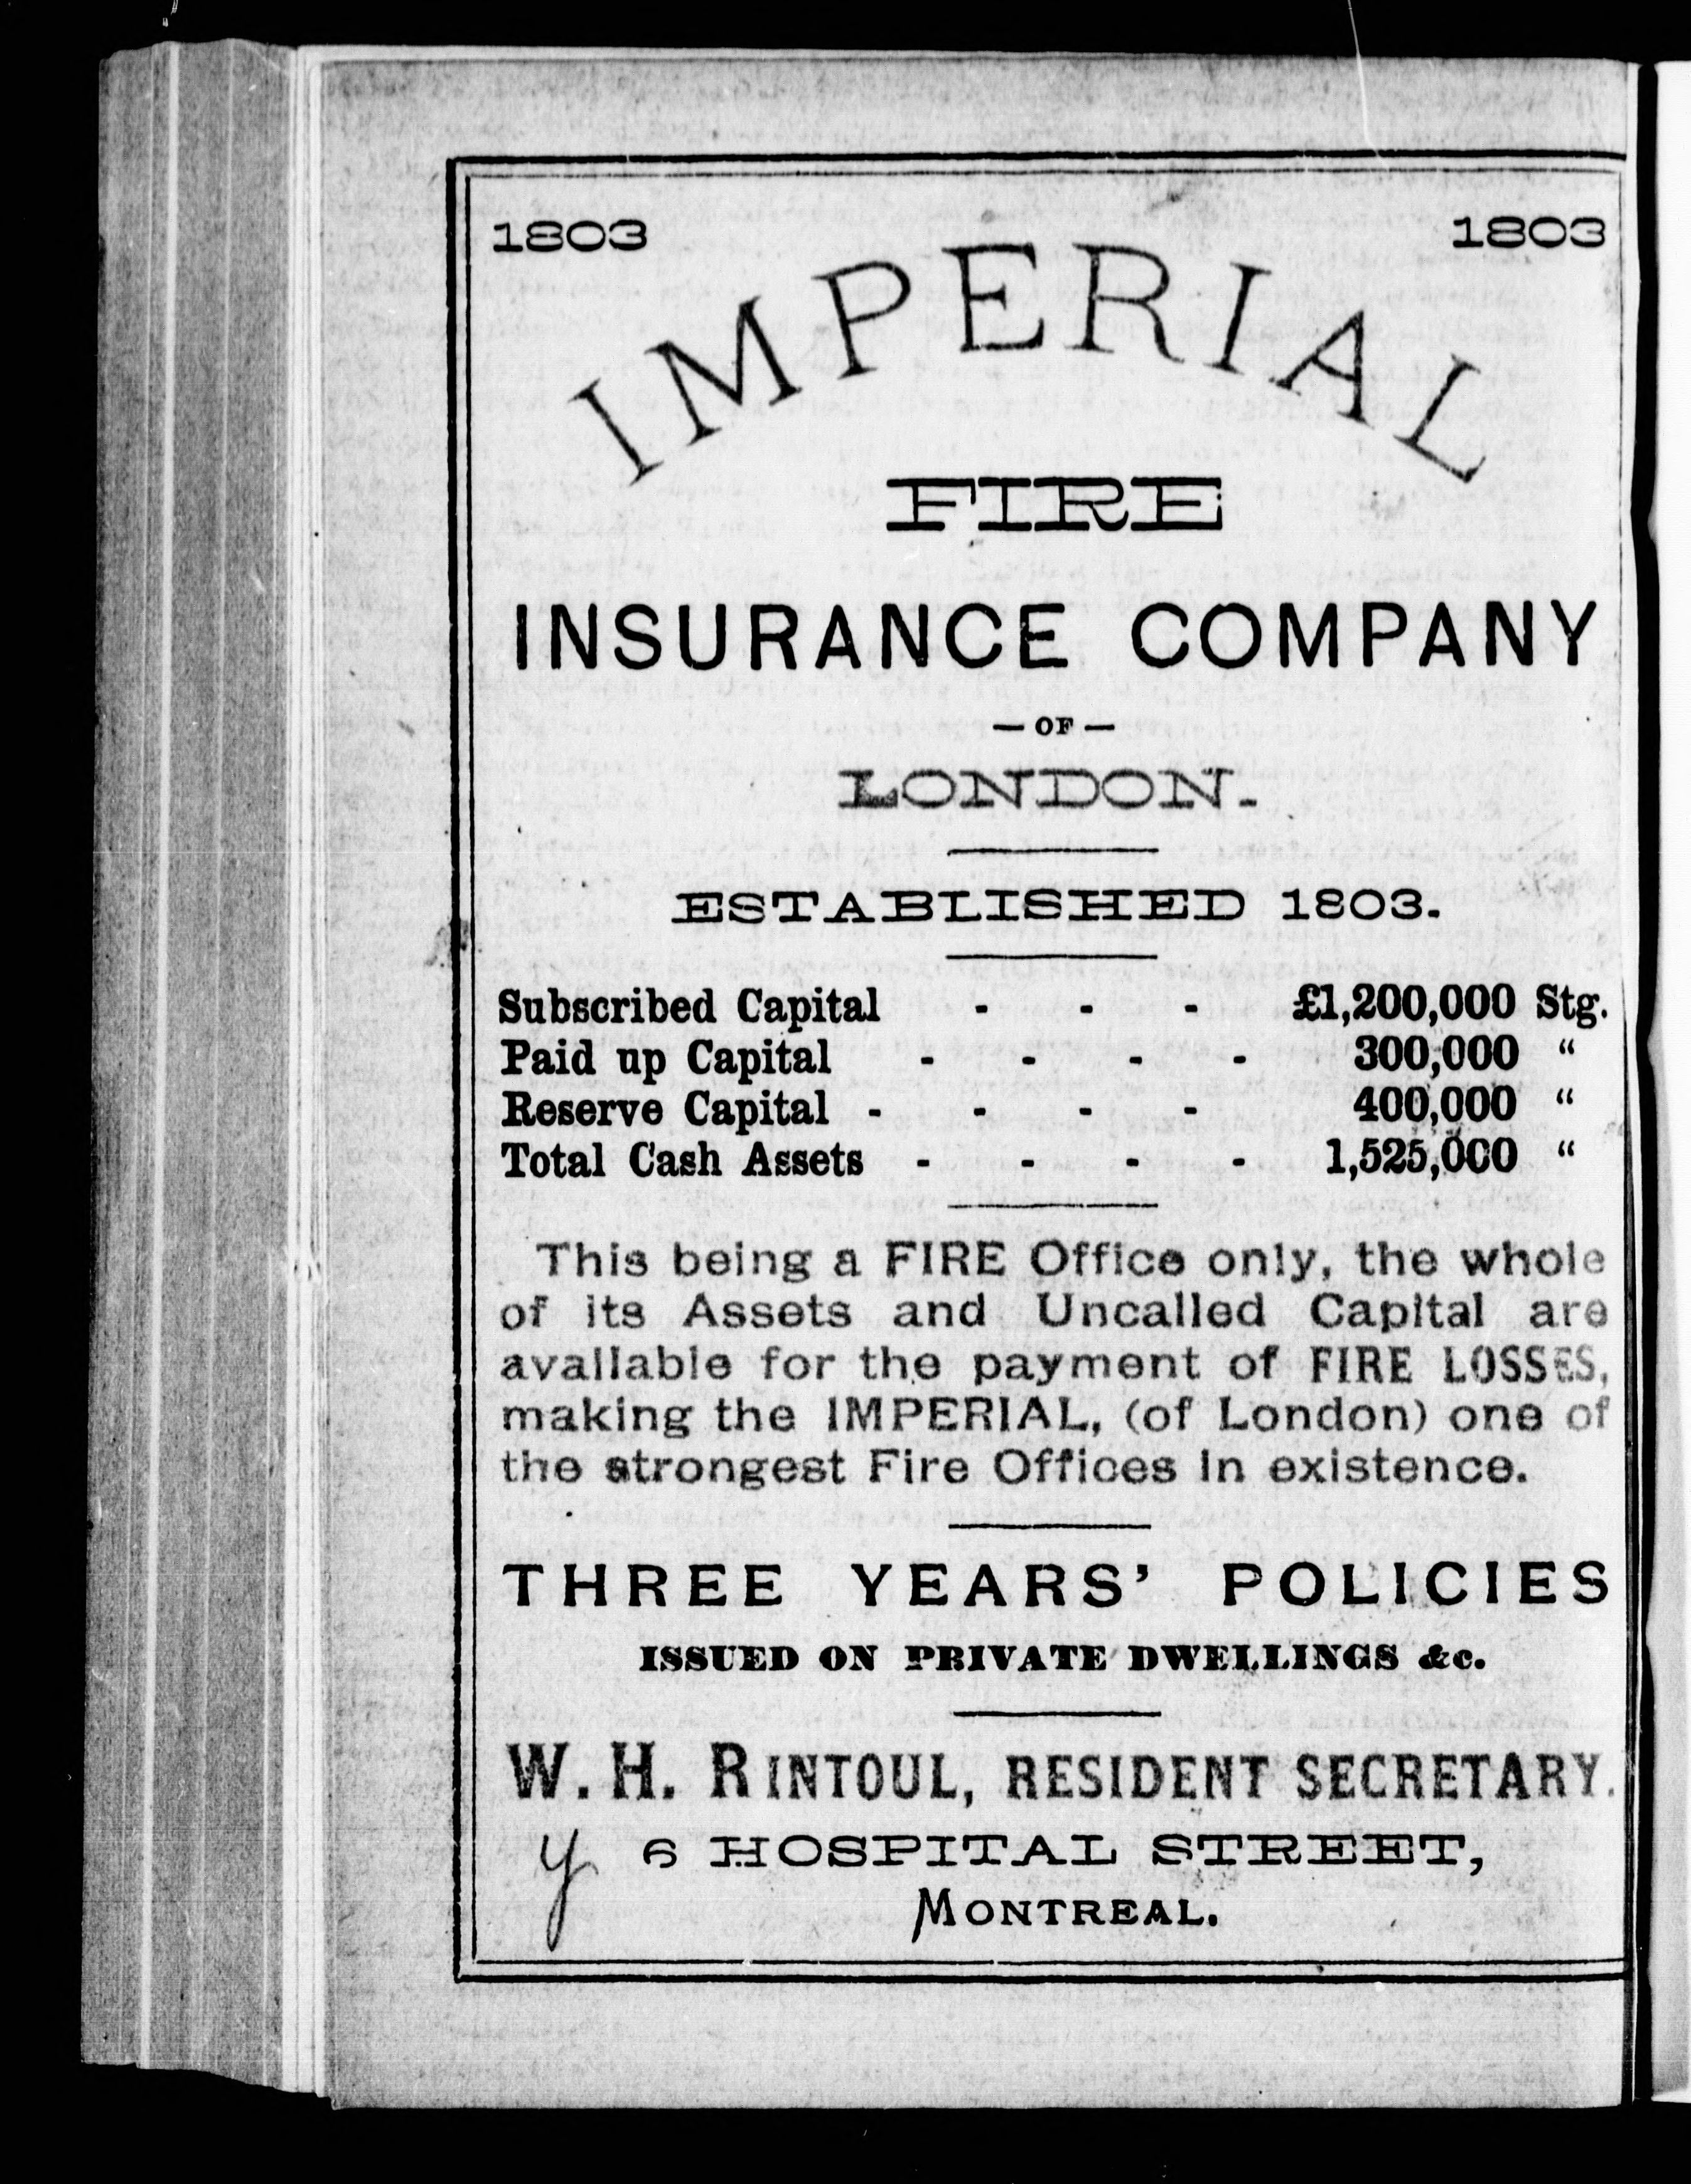 1803 1803
IMPERIAL
FIRE
INSURANCE COMPANY
— OF —
LONDON.
ESTABLISHED 1803.
Subscribed Capital - - - £1,200,000 Stg.
Paid up Capital - - - - 300,000 “
Reserve Capital - - - - 400,000 “
Total Cash Assets - - - - 1,525,000 “
This being a FIRE Office only, the whole
of its Assets and Uncalled Capital are
available for the payment of FIRE LOSSES,
making the IMPERIAL, (of London) one of
the strongest Fire Offices in existence.
THREE YEARS’ POLICIES
ISSUED ON PRIVATE DWELLINGS &c.
W. H. RINTOUL, RESIDENT SECRETARY.
y 6 HOSPITAL STREET,
MONTREAL.